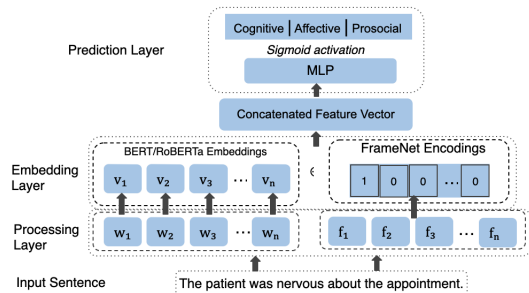 Cognitive | Affective | Prosocial
Sigmoid activation
Prediction Layer
MLP
Concatenated Feature Vector
BERT/RoBERTa Embeddings
FrameNet Encodings
Embedding Layer
v1 v2 v3 ... vn
1 0 0 ... 0
Processing Layer
w1 w2 w3 ... wn
f1 f2 f3 ... fn
Input Sentence
The patient was nervous about the appointment.